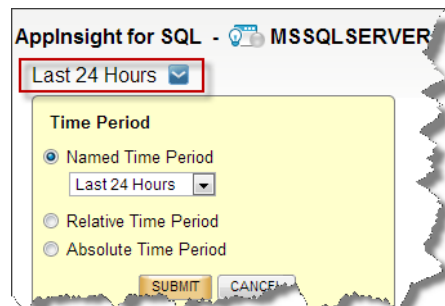 AppInsight for SQL - MSSQLSERVER
Last 24 Hours
Time Period
Named Time Period
Last 24 Hours
Relative Time Period
Absolute Time Period
SUBMIT CANCEL